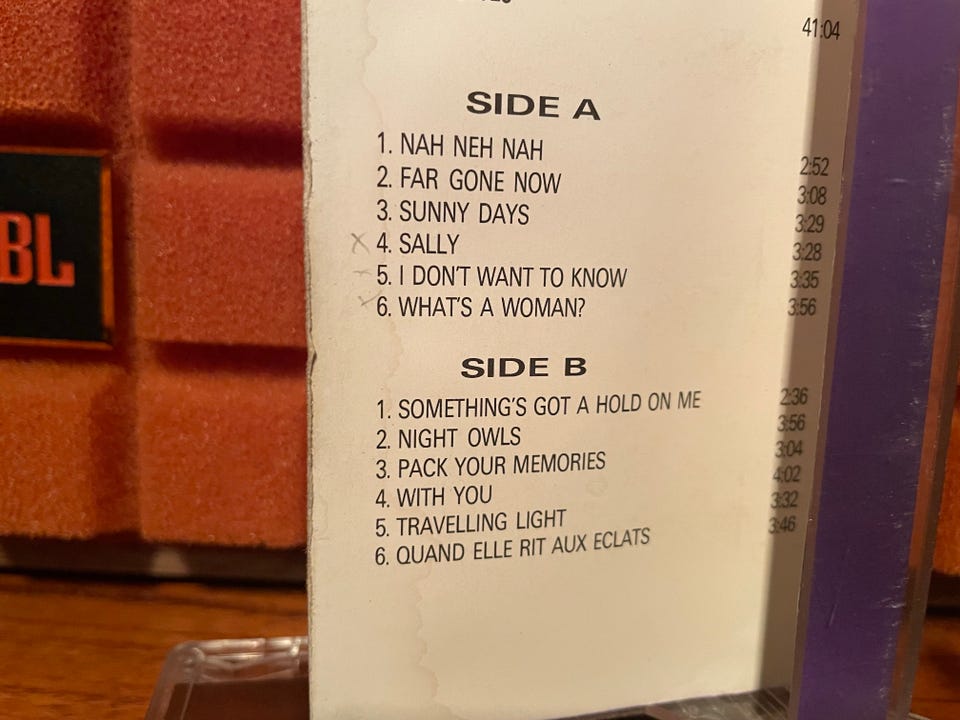 41:04
BL
SIDE A
1. NAH NEH NAH 2:52
2. FAR GONE NOW 3:08
3. SUNNY DAYS 3:29
4. SALLY 3:28
5. I DON'T WANT TO KNOW 3:35
6. WHAT'S A WOMAN? 3:56
SIDE B
1. SOMETHING'S GOT A HOLD ON ME 2:36
2. NIGHT OWLS 3:56
3. PACK YOUR MEMORIES 3:04
4. WITH YOU 4:02
5. TRAVELLING LIGHT 3:32
6. QUAND ELLE RIT AUX ECLATS 3:46